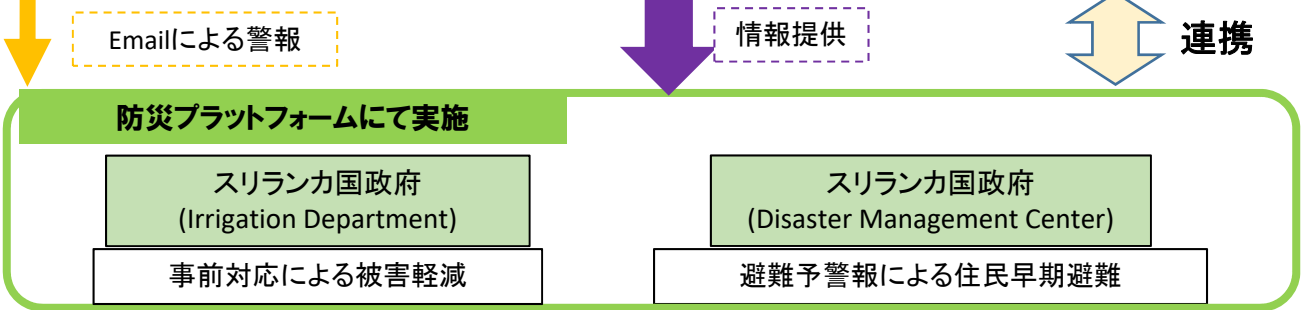 Emailによる警報
情報提供
連携
防災プラットフォームにて実施
スリランカ国政府
(Irrigation Department)
事前対応による被害軽減
スリランカ国政府
(Disaster Management Center)
避難予警報による住民早期避難